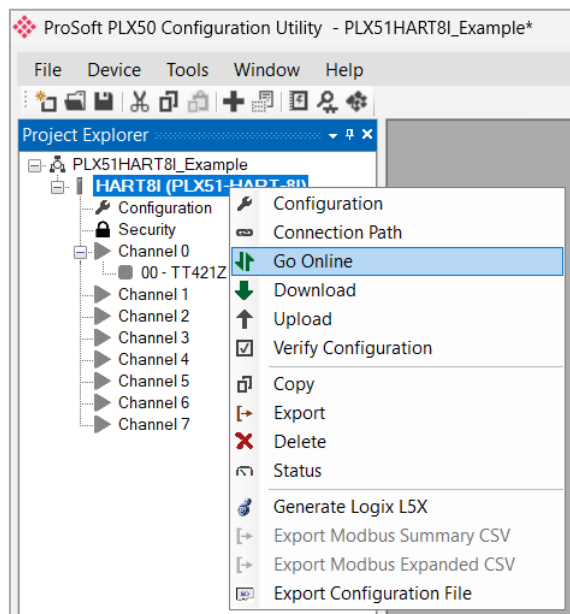 ProSoft PLX50 Configuration Utility - PLX51HART8I_Example*
File Device Tools Window Help
Project Explorer
PLX51HART8I_Example
HART8I (PLX51-HART-8I)
Configuration
Security
Channel 0
00 - TT421Z
Channel 1
Channel 2
Channel 3
Channel 4
Channel 5
Channel 6
Channel 7
Configuration
Connection Path
Go Online
Download
Upload
Verify Configuration
Copy
Export
Delete
Status
Generate Logix L5X
Export Modbus Summary CSV
Export Modbus Expanded CSV
Export Configuration File